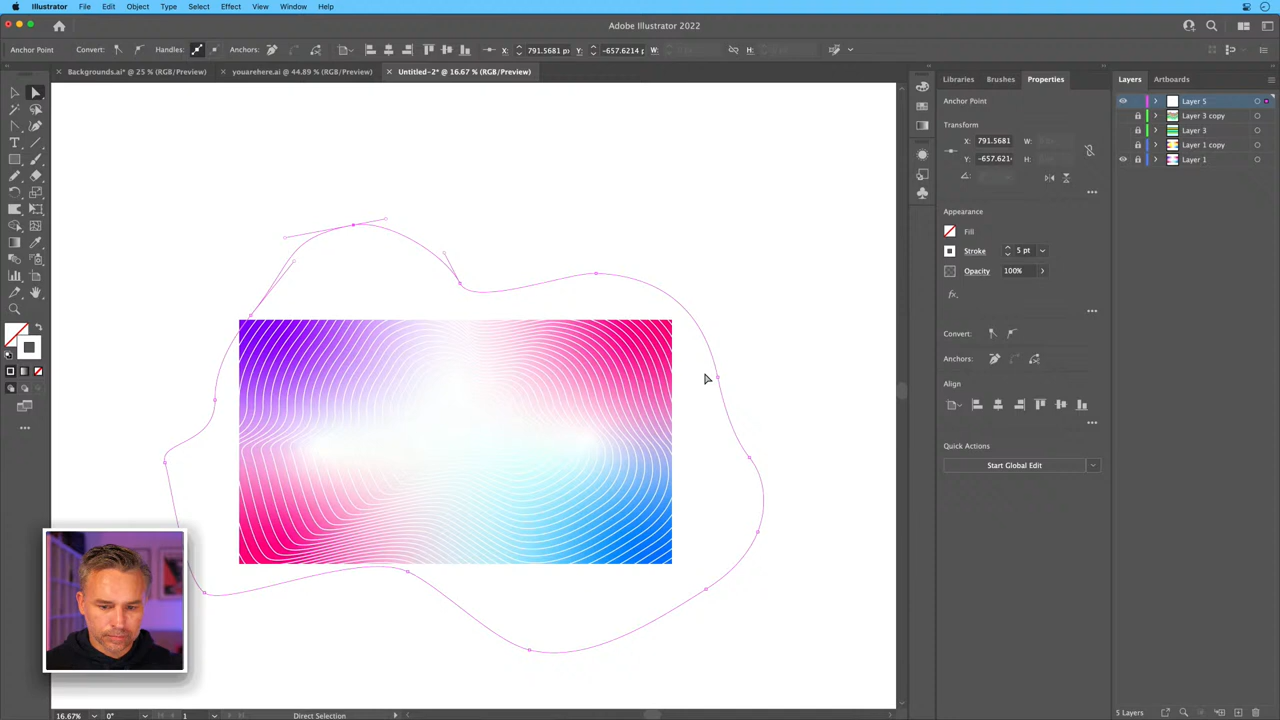 Illustrator File Edit Object Type Select Effect View Window Help
Adobe Illustrator 2022
Anchor Point Convert: Handles: Anchors: X: 791.5681 px Y: -657.6214 p W: H:
Backgrounds.ai* @ 25 % (RGB/Preview) youarehere.ai @ 44.89 % (RGB/Preview) Untitled-2* @ 16.67 % (RGB/Preview)
Libraries Brushes Properties Layers Artboards
Anchor Point
Layer 5
Layer 3 copy
Transform
Layer 3
X: 791.5681 W:
Layer 1 copy
Y: -657.621 H:
Layer 1
Appearance
Fill
Stroke 5 pt
Opacity 100%
fx.
Convert:
Anchors:
Align
Quick Actions
Start Global Edit
16.67% 0° 1 Direct Selection 5 Layers